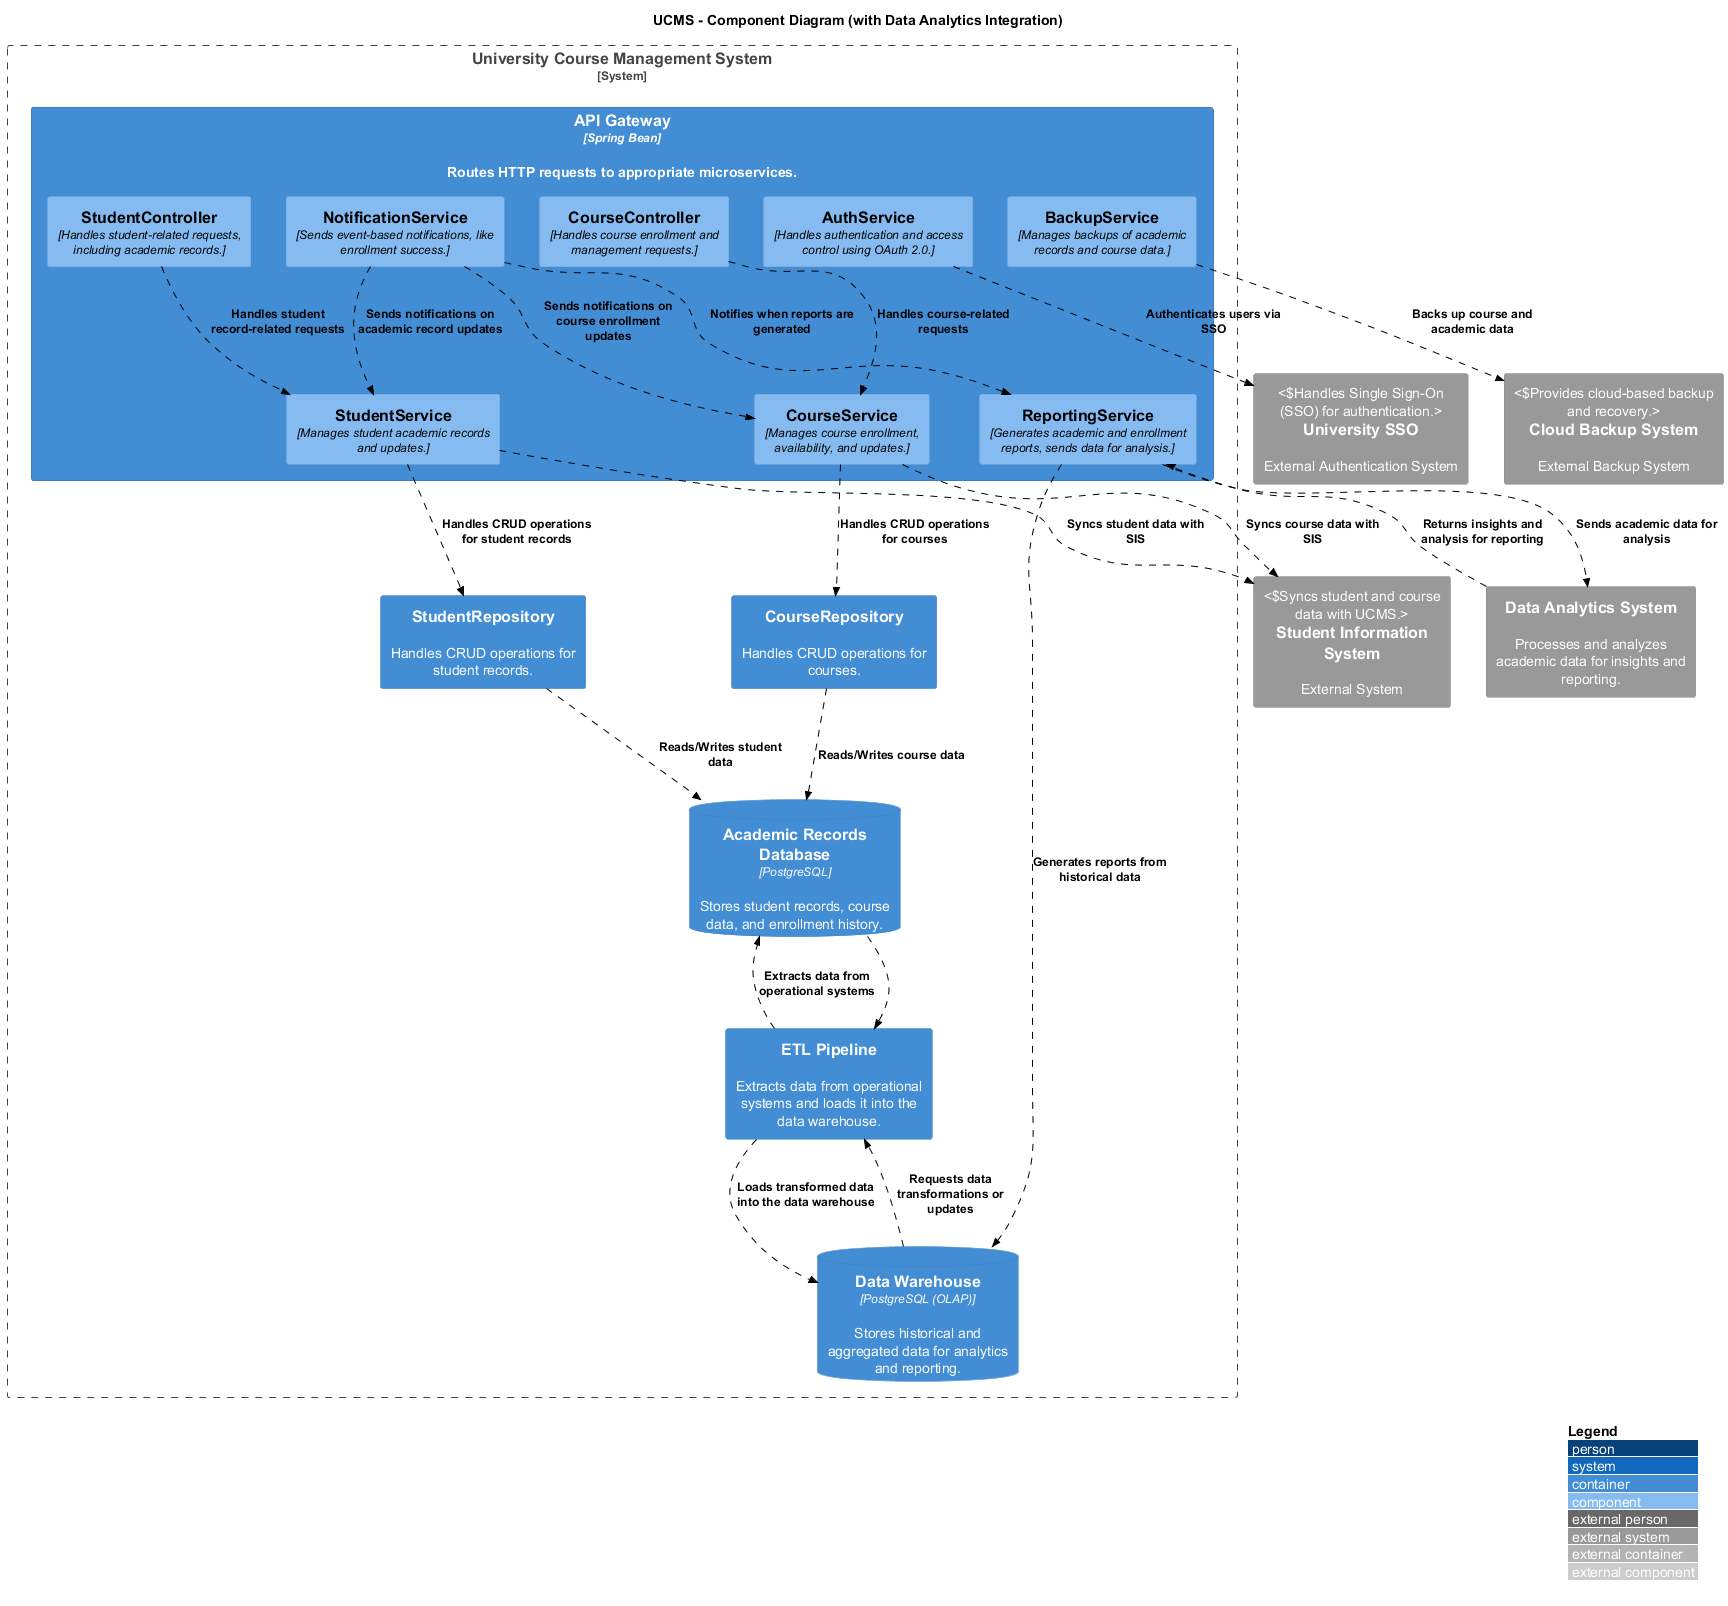 UCMS - Component Diagram (with Data Analytics Integration)
University Course Management System
[System]
API Gateway
[Spring Bean]
Routes HTTP requests to appropriate microservices.
StudentController
[Handles student-related requests,
including academic records.]
NotificationService
[Sends event-based notifications, like
enrollment success.]
CourseController
[Handles course enrollment and
management requests.]
AuthService
[Handles authentication and access
control using OAuth 2.0.]
BackupService
[Manages backups of academic
records and course data.]
Handles student
record-related requests
Sends notifications on
academic record updates
Sends notifications on
course enrollment
updates
Notifies when reports are
generated
Handles course-related
requests
Authenticates users via
SSO
Backs up course and
academic data
StudentService
[Manages student academic records
and updates.]
CourseService
[Manages course enrollment,
availability, and updates.]
ReportingService
[Generates academic and enrollment
reports, sends data for analysis.]
<$Handles Single Sign-On
(SSO) for authentication.>
University SSO
External Authentication System
<$Provides cloud-based backup
and recovery.>
Cloud Backup System
External Backup System
Handles CRUD operations
for student records
Handles CRUD operations
for courses
Syncs student data with
SIS
Syncs course data with
SIS
Returns insights and
analysis for reporting
Sends academic data for
analysis
StudentRepository
Handles CRUD operations for
student records.
CourseRepository
Handles CRUD operations for
courses.
<$Syncs student and course
data with UCMS.>
Student Information
System
External System
Data Analytics System
Processes and analyzes
academic data for insights and
reporting.
Reads/Writes student
data
Reads/Writes course data
Academic Records
Database
[PostgreSQL]
Stores student records, course
data, and enrollment history.
Generates reports from
historical data
Extracts data from
operational systems
ETL Pipeline
Extracts data from operational
systems and loads it into the
data warehouse.
Loads transformed data
into the data warehouse
Requests data
transformations or
updates
Data Warehouse
[PostgreSQL (OLAP)]
Stores historical and
aggregated data for analytics
and reporting.
Legend
person
system
container
component
external person
external system
external container
external component